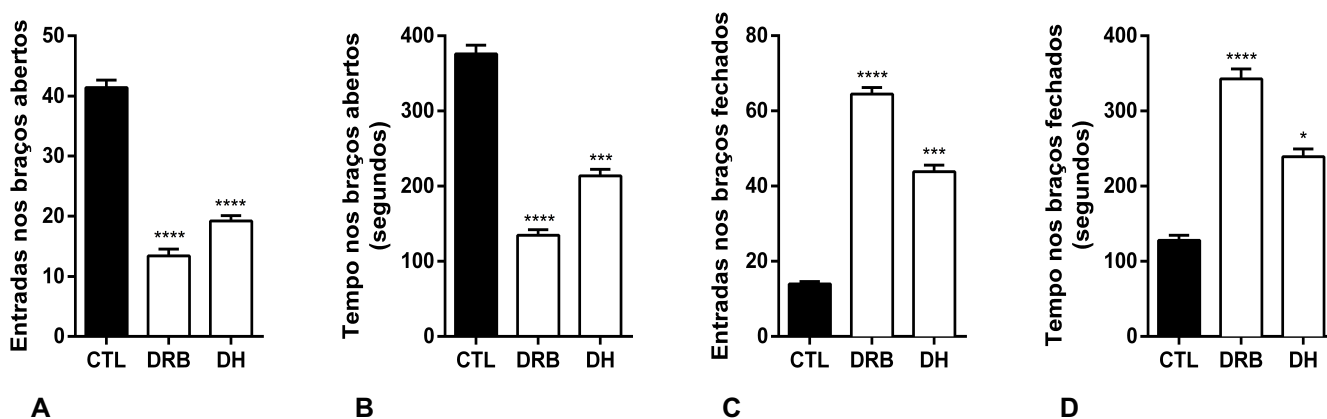 Entradas nos braços abertos
50
40
30
20
10
0
****
****
CTL DRB DH
A
Tempo nos braços abertos
(segundos)
400
300
200
100
0
****
***
CTL DRB DH
B
Entradas nos braços fechados
80
60
40
20
0
****
***
CTL DRB DH
C
Tempo nos braços fechados
(segundos)
400
300
200
100
0
****
*
CTL DRB DH
D